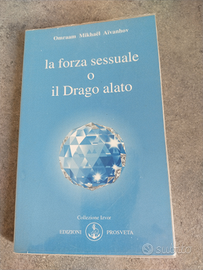 Omraam Mikhaël Aïvanhov
la forza sessuale
o
il Drago alato
Collezione Izvor
EDIZIONI
PROSVETA